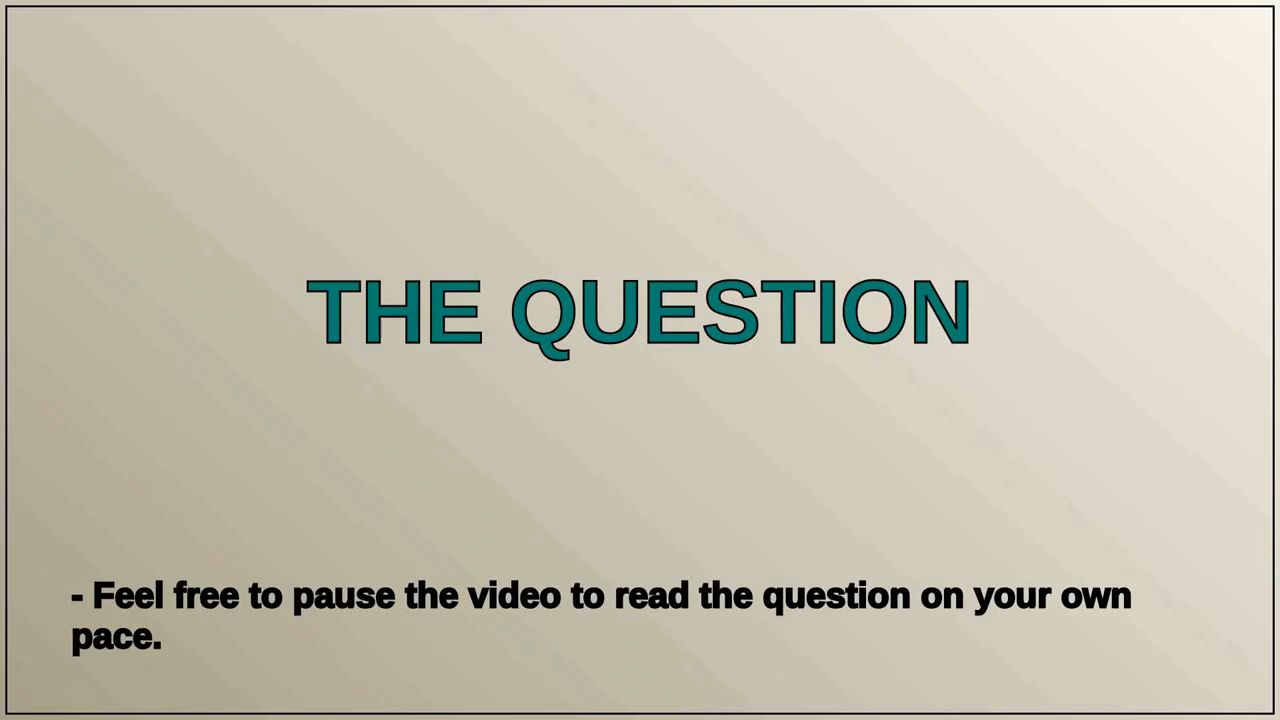 THE QUESTION
- Feel free to pause the video to read the question on your own
pace.